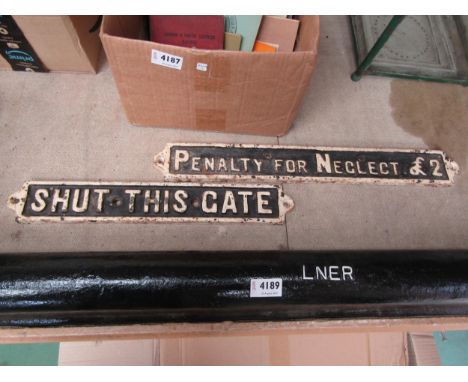 4187
PENALTY FOR NEGLECT £2
SHUT THIS GATE
LNER
4189